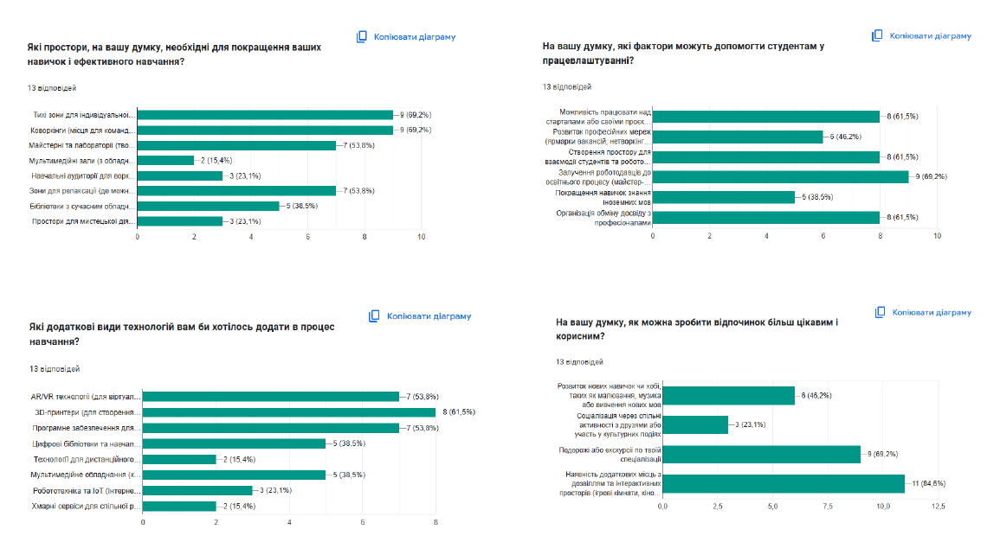 Копіювати діаграму
Які простори, на вашу думку, необхідні для покращення ваших
навичок і ефективного навчання?
13 відповідей
Тихі зони для індивідуальної... 9 (69,2%)
Коворкінги (місця для команд... 9 (69,2%)
Майстерні та лабораторії (тво... 7 (53,8%)
Мультимедійні зали (з обладн... 2 (15,4%)
Навчальні аудиторії для ворк... 3 (23,1%)
Зони для релаксації (де можн... 7 (53,8%)
Бібліотеки з сучасним обладн... 5 (38,5%)
Простори для мистецької дія... 3 (23,1%)
0 2 4 6 8 10
Копіювати діаграму
На вашу думку, які фактори можуть допомогти студентам у
працевлаштуванні?
13 відповідей
Можливість працювати над
стартапами або своїми проєк... 8 (61,5%)
Розвиток професійних мереж
(ярмарки вакансій, нетворкінг... 6 (46,2%)
Створення простору для
взаємодії студентів та робото... 8 (61,5%)
Залучення роботодавців до
освітнього процесу (майстер-... 9 (69,2%)
Покращення навичок знання
іноземних мов 5 (38,5%)
Організація обміну досвіду з
професіоналами 8 (61,5%)
0 2 4 6 8 10
Копіювати діаграму
Які додаткові види технологій вам би хотілось додати в процес
навчання?
13 відповідей
AR/VR технології (для віртуал... 7 (53,8%)
3D-принтери (для створення... 8 (61,5%)
Програмне забезпечення для... 7 (53,8%)
Цифрові бібліотеки та навчал... 5 (38,5%)
Технології для дистанційного... 2 (15,4%)
Мультимедійне обладнання (к... 5 (38,5%)
Робототехніка та IoT (Інтерне... 3 (23,1%)
Хмарні сервіси для спільної р... 2 (15,4%)
0 2 4 6 8
Копіювати діаграму
На вашу думку, як можна зробити відпочинок більш цікавим і
корисним?
13 відповідей
Розвиток нових навичок чи хобі,
таких як малювання, музика
або вивчення нових мов 6 (46,2%)
Соціалізація через спільні
активності з друзями або
участь у культурних подіях 3 (23,1%)
Подорожі або екскурсії по твоїй
спеціалізації 9 (69,2%)
Наявність додаткових місць з
дозвіллям та інтерактивних
просторів (ігрові кімнати, кіно... 11 (84,6%)
0,0 2,5 5,0 7,5 10,0 12,5